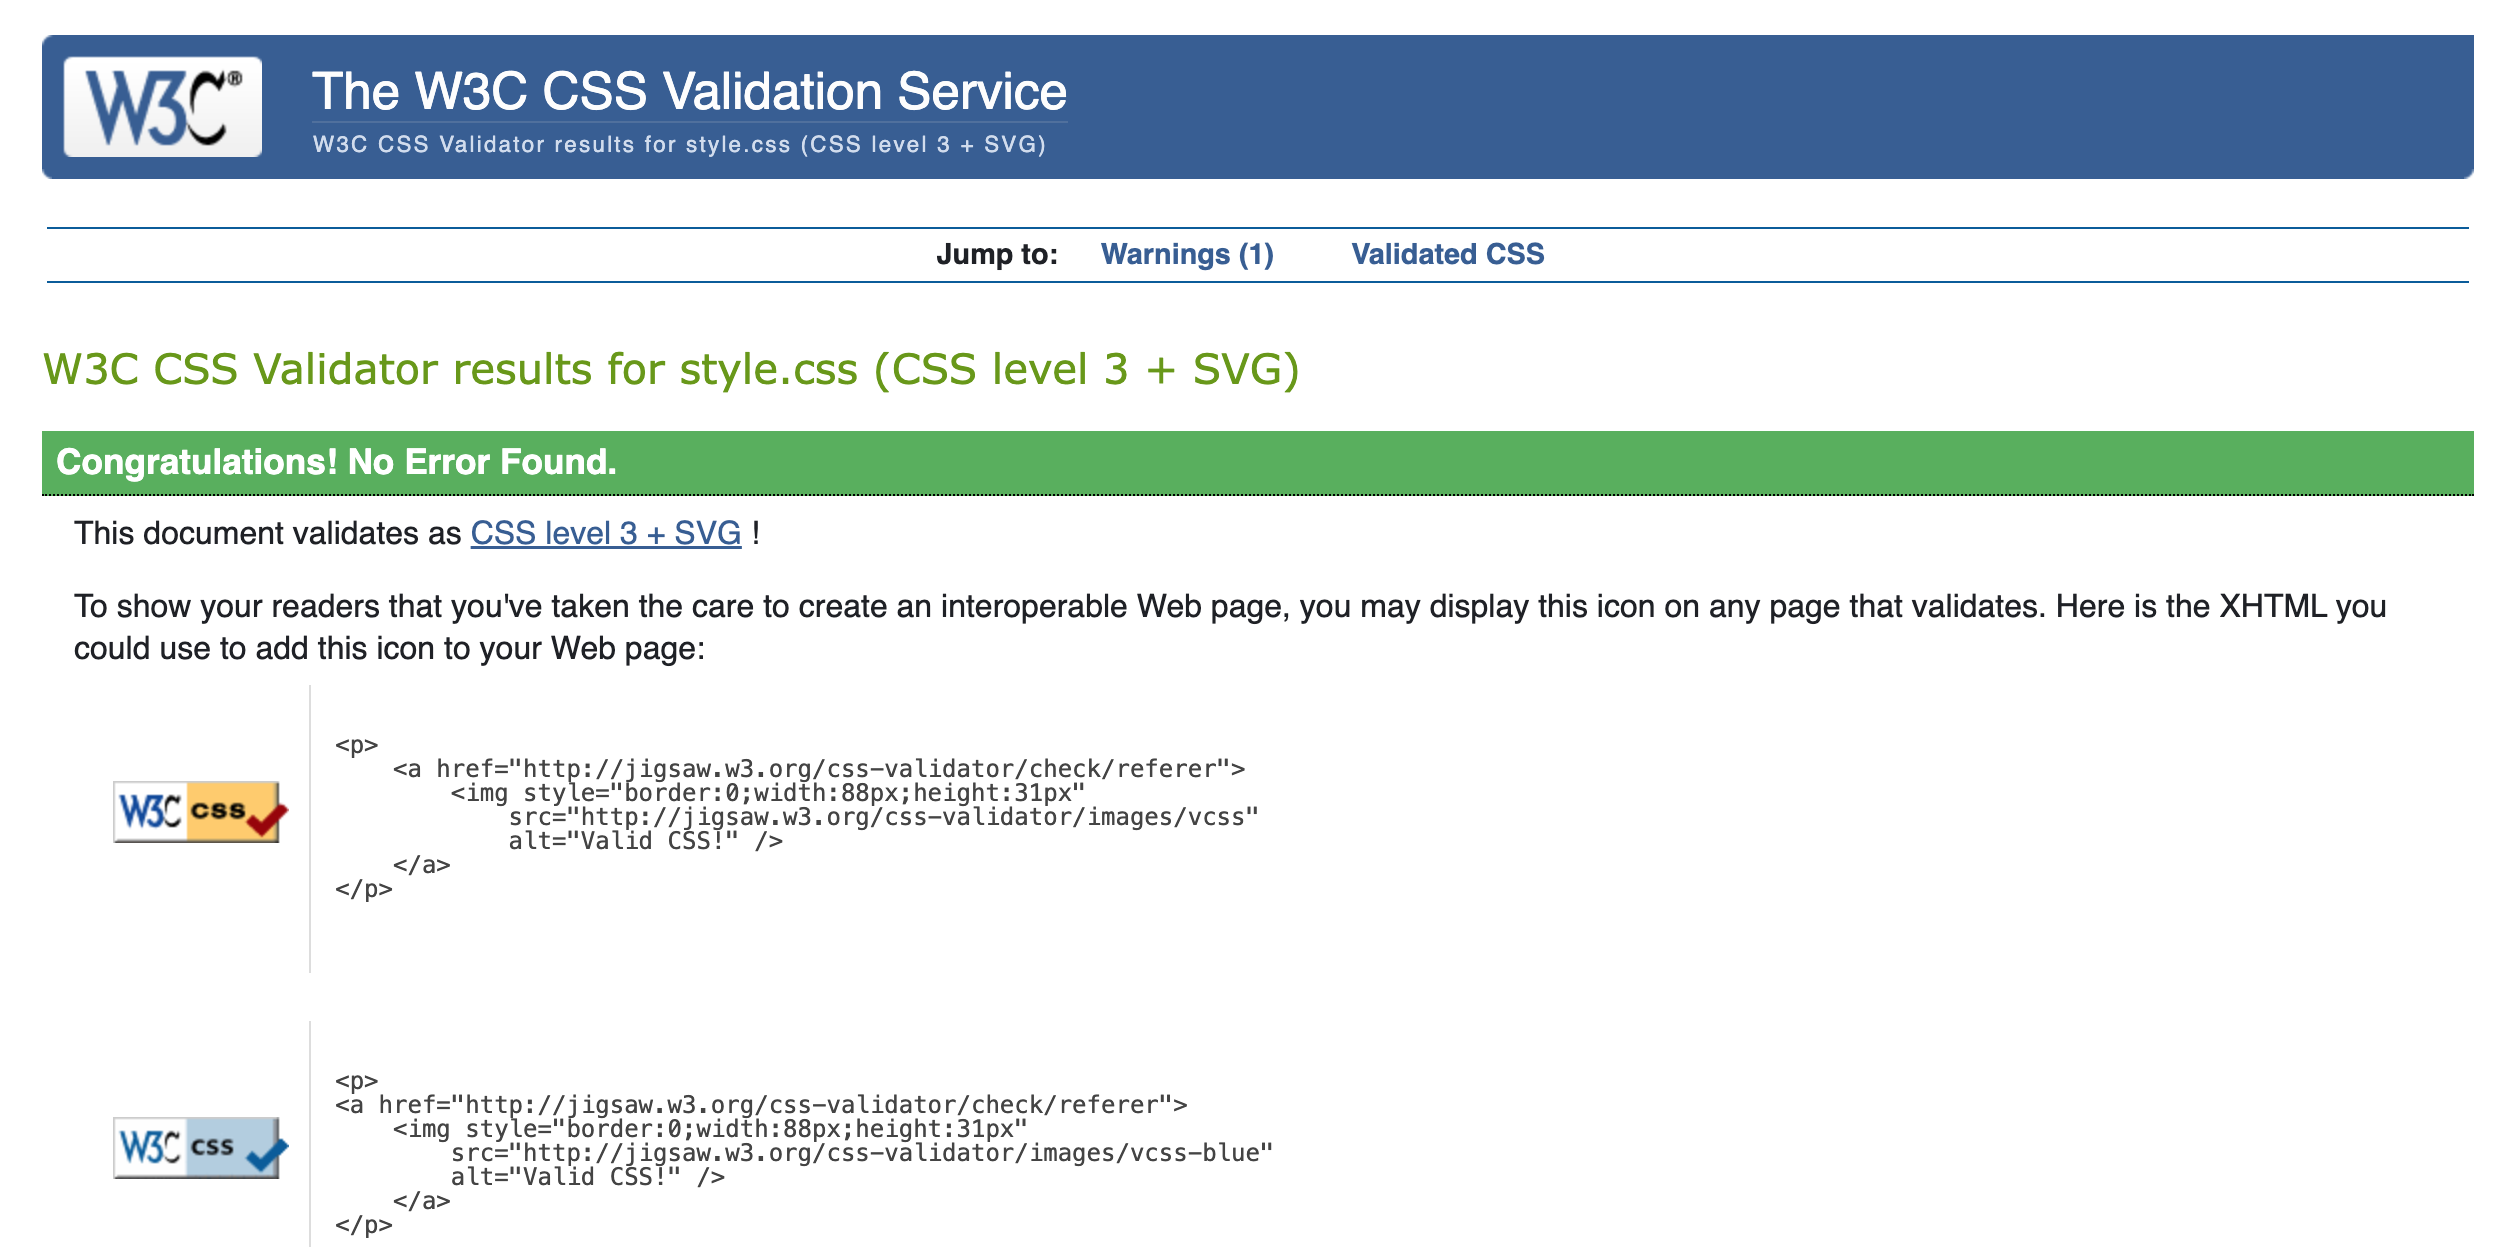 W3C®
The W3C CSS Validation Service
W3C CSS Validator results for style.css (CSS level 3 + SVG)
Jump to: Warnings (1) Validated CSS
W3C CSS Validator results for style.css (CSS level 3 + SVG)
Congratulations! No Error Found.
This document validates as CSS level 3 + SVG !
To show your readers that you've taken the care to create an interoperable Web page, you may display this icon on any page that validates. Here is the XHTML you
could use to add this icon to your Web page:
W3C css
<p>
    <a href="http://jigsaw.w3.org/css-validator/check/referer">
        <img style="border:0;width:88px;height:31px"
            src="http://jigsaw.w3.org/css-validator/images/vcss"
            alt="Valid CSS!" />
    </a>
</p>
W3C css
<p>
<a href="http://jigsaw.w3.org/css-validator/check/referer">
    <img style="border:0;width:88px;height:31px"
        src="http://jigsaw.w3.org/css-validator/images/vcss-blue"
        alt="Valid CSS!" />
    </a>
</p>